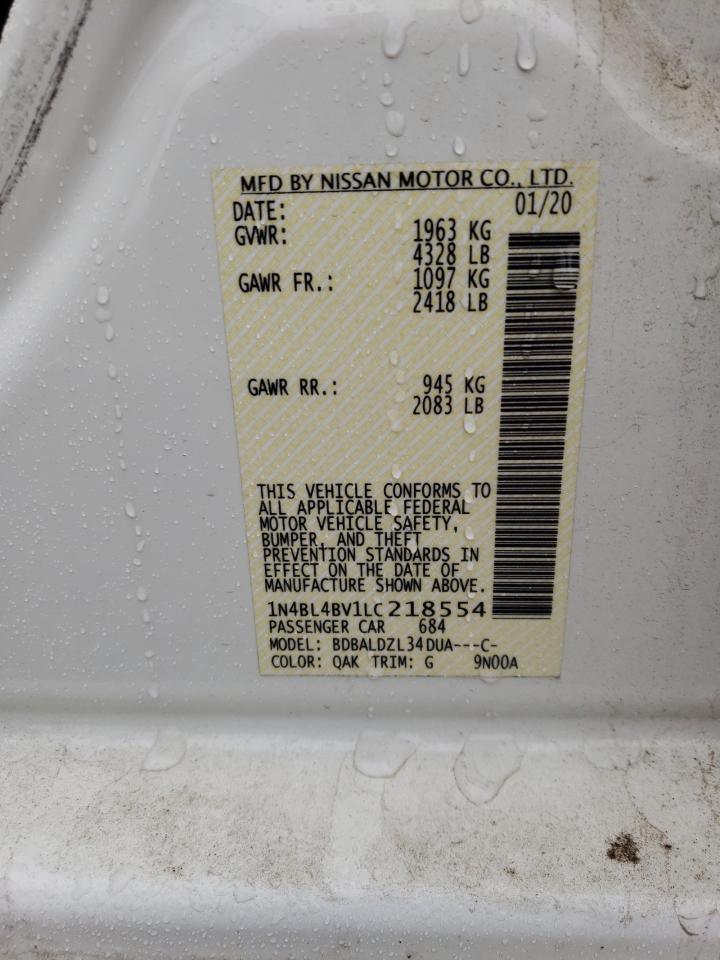 MFD BY NISSAN MOTOR CO., LTD.
DATE: 01/20
GVWR: 1963 KG
4328 LB
GAWR FR.: 1097 KG
2418 LB
GAWR RR.: 945 KG
2083 LB
THIS VEHICLE CONFORMS TO
ALL APPLICABLE FEDERAL
MOTOR VEHICLE SAFETY,
BUMPER, AND THEFT
PREVENTION STANDARDS IN
EFFECT ON THE DATE OF
MANUFACTURE SHOWN ABOVE.
1N4BL4BV1LC218554
PASSENGER CAR 684
MODEL: BDBALDZL34DUA---C-
COLOR: QAK TRIM: G 9N00A